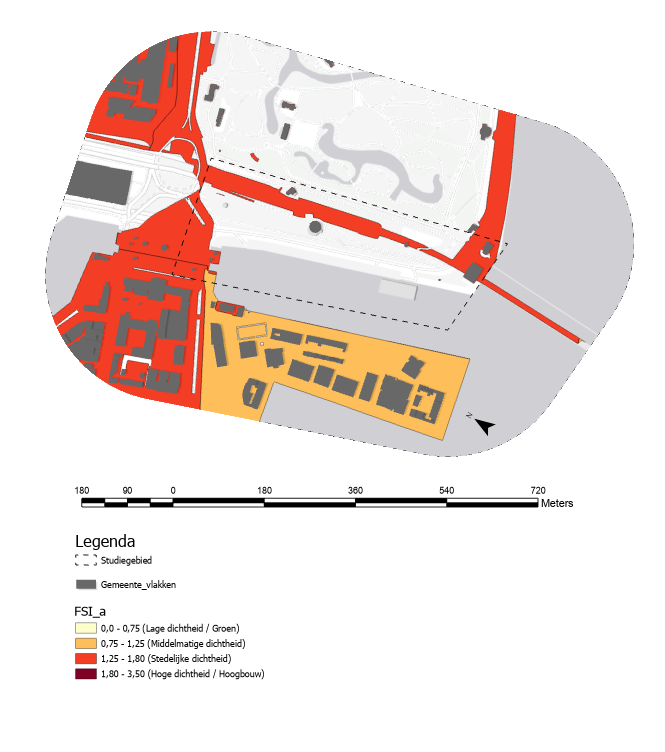 N
180 90 0 180 360 540 720
Meters
Legenda
Studiegebied
Gemeente_vlakken
FSI_a
0,0 - 0,75 (Lage dichtheid / Groen)
0,75 - 1,25 (Middelmatige dichtheid)
1,25 - 1,80 (Stedelijke dichtheid)
1,80 - 3,50 (Hoge dichtheid / Hoogbouw)